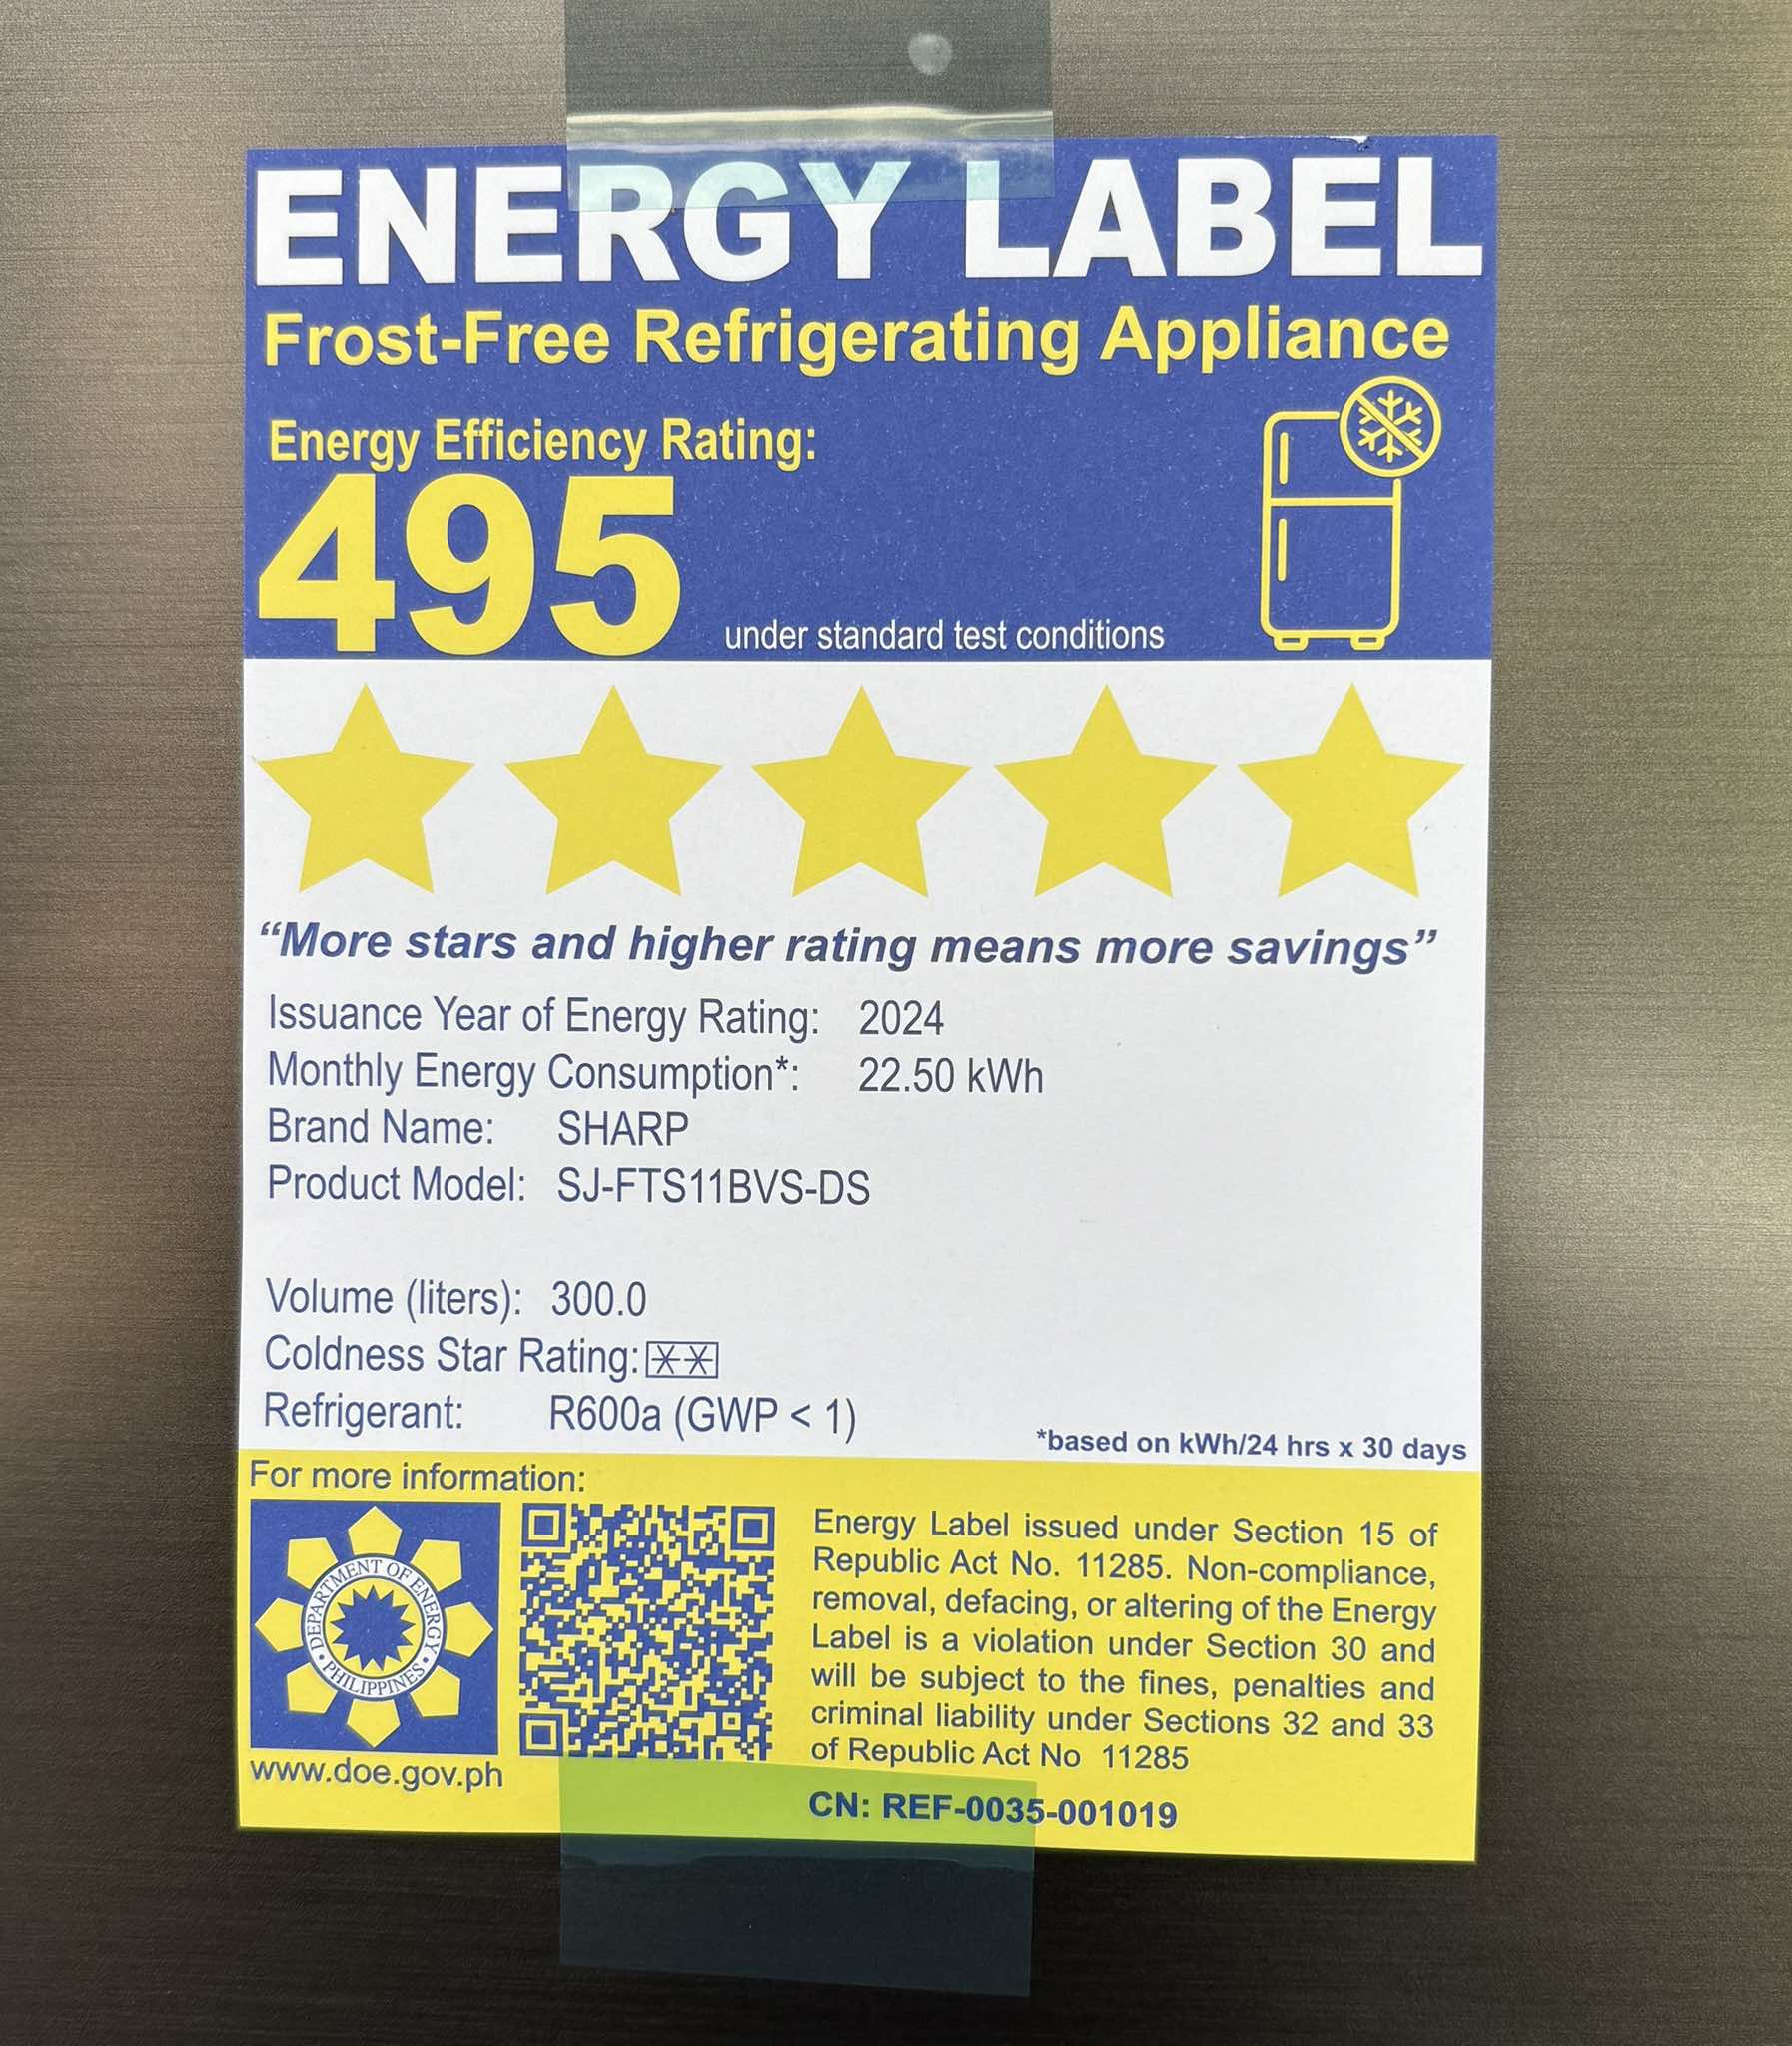 ENERGY LABEL
Frost-Free Refrigerating Appliance
Energy Efficiency Rating:
495
under standard test conditions
“More stars and higher rating means more savings”
Issuance Year of Energy Rating: 2024
Monthly Energy Consumption*: 22.50 kWh
Brand Name: SHARP
Product Model: SJ-FTS11BVS-DS
Volume (liters): 300.0
Coldness Star Rating:
Refrigerant: R600a (GWP < 1)
*based on kWh/24 hrs x 30 days
For more information:
DEPARTMENT OF ENERGY
• PHILIPPINES •
www.doe.gov.ph
Energy Label issued under Section 15 of
Republic Act No. 11285. Non-compliance,
removal, defacing, or altering of the Energy
Label is a violation under Section 30 and
will be subject to the fines, penalties and
criminal liability under Sections 32 and 33
of Republic Act No 11285
CN: REF-0035-001019